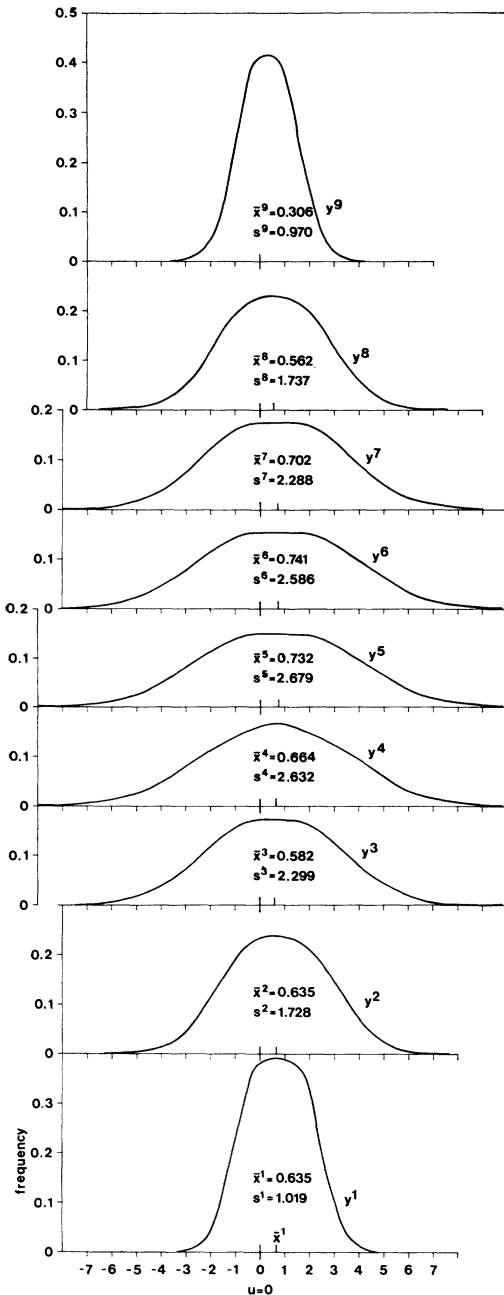 0.5
0.4
0.3
0.2
0.1
0
x̄⁹=0.306 y⁹
s⁹=0.970
0.2
0.1
0
x̄⁸=0.562 y⁸
s⁸=1.737
0.2
0.1
0
x̄⁷=0.702 y⁷
s⁷=2.288
0.1
0
x̄⁶=0.741 y⁶
s⁶=2.586
0.2
0.1
0
x̄⁵=0.732 y⁵
s⁵=2.679
0.1
0
x̄⁴=0.664 y⁴
s⁴=2.632
0.1
0
x̄³=0.582 y³
s³=2.299
0.2
0.1
0
x̄²=0.635 y²
s²=1.728
0.3
0.2
0.1
0
frequency
x̄¹=0.635 y¹
s¹=1.019
x̄¹
-7 -6 -5 -4 -3 -2 -1 0 1 2 3 4 5 6 7
u=0